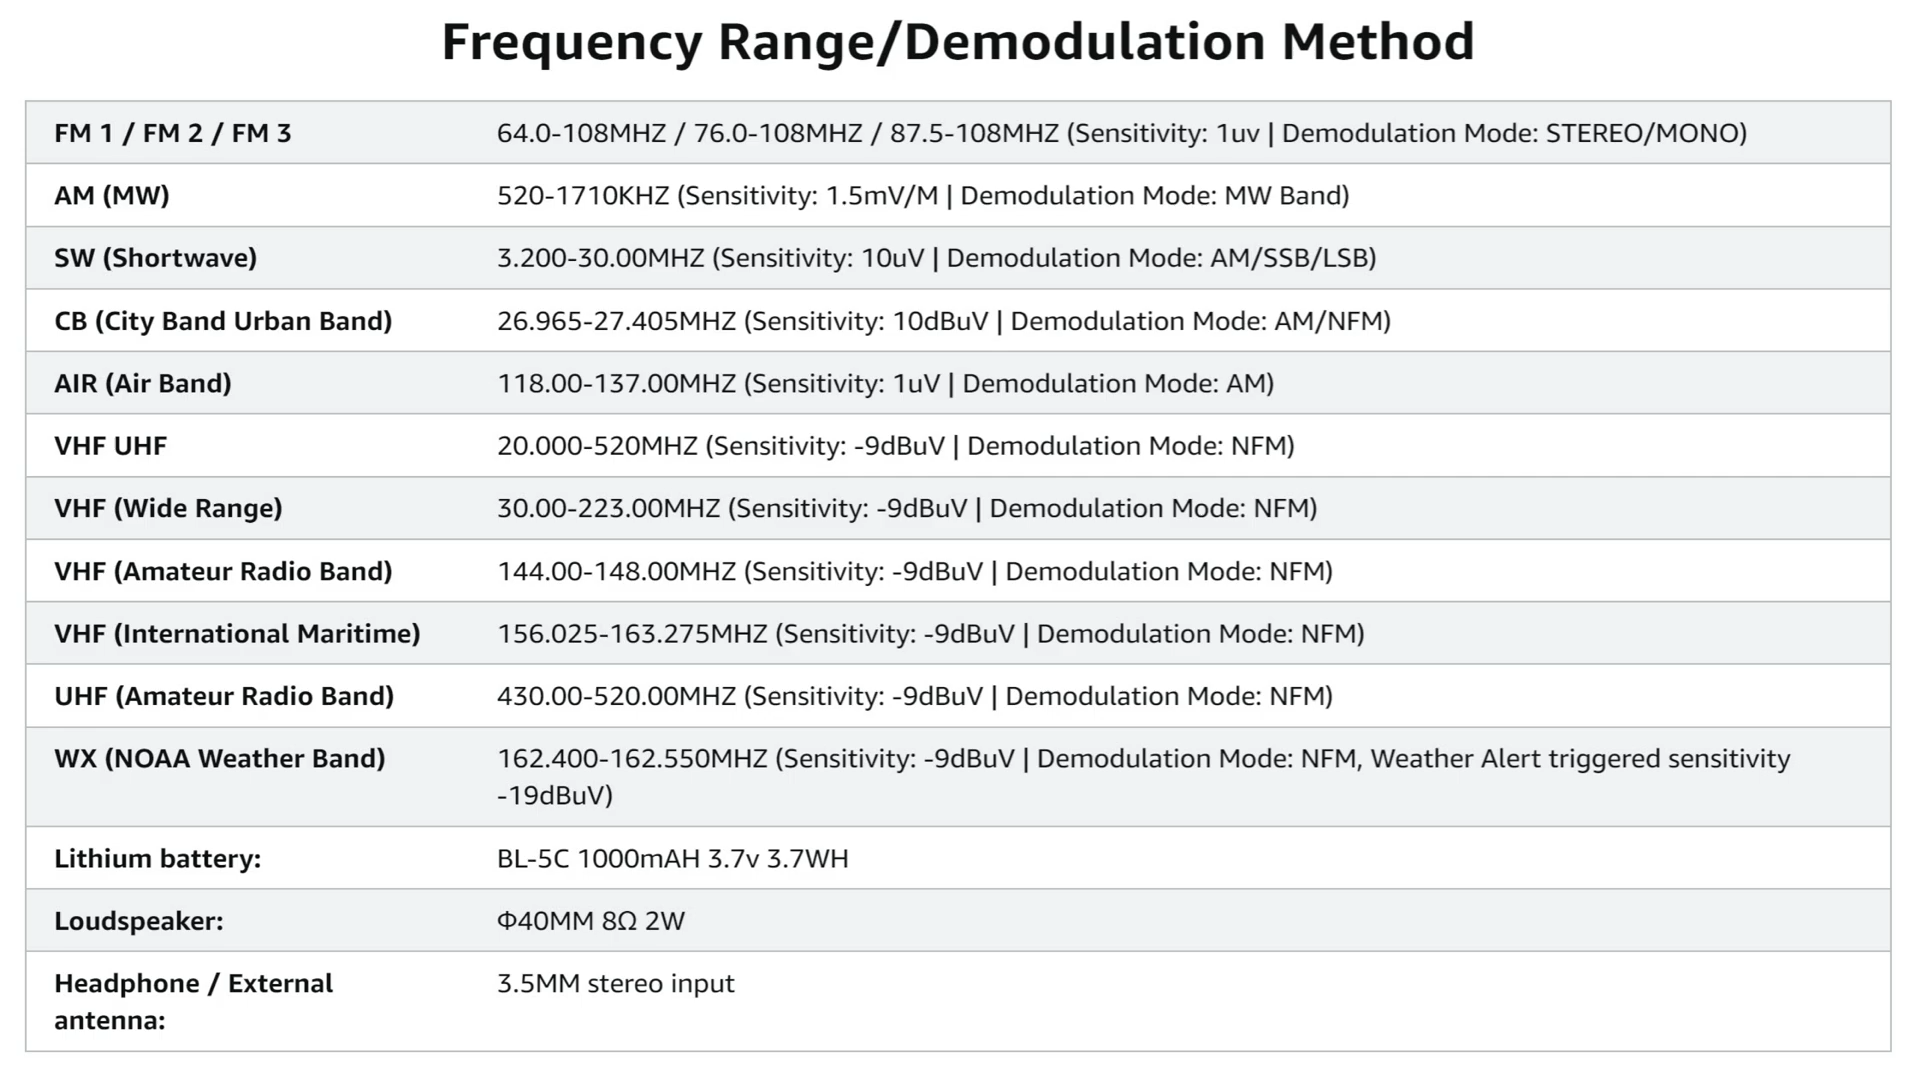 Frequency Range/Demodulation Method
FM 1 / FM 2 / FM 3 64.0-108MHZ / 76.0-108MHZ / 87.5-108MHZ (Sensitivity: 1uv | Demodulation Mode: STEREO/MONO)
AM (MW) 520-1710KHZ (Sensitivity: 1.5mV/M | Demodulation Mode: MW Band)
SW (Shortwave) 3.200-30.00MHZ (Sensitivity: 10uV | Demodulation Mode: AM/SSB/LSB)
CB (City Band Urban Band) 26.965-27.405MHZ (Sensitivity: 10dBuV | Demodulation Mode: AM/NFM)
AIR (Air Band) 118.00-137.00MHZ (Sensitivity: 1uV | Demodulation Mode: AM)
VHF UHF 20.000-520MHZ (Sensitivity: -9dBuV | Demodulation Mode: NFM)
VHF (Wide Range) 30.00-223.00MHZ (Sensitivity: -9dBuV | Demodulation Mode: NFM)
VHF (Amateur Radio Band) 144.00-148.00MHZ (Sensitivity: -9dBuV | Demodulation Mode: NFM)
VHF (International Maritime) 156.025-163.275MHZ (Sensitivity: -9dBuV | Demodulation Mode: NFM)
UHF (Amateur Radio Band) 430.00-520.00MHZ (Sensitivity: -9dBuV | Demodulation Mode: NFM)
WX (NOAA Weather Band) 162.400-162.550MHZ (Sensitivity: -9dBuV | Demodulation Mode: NFM, Weather Alert triggered sensitivity
-19dBuV)
Lithium battery: BL-5C 1000mAH 3.7v 3.7WH
Loudspeaker: Φ40MM 8Ω 2W
Headphone / External 3.5MM stereo input
antenna: